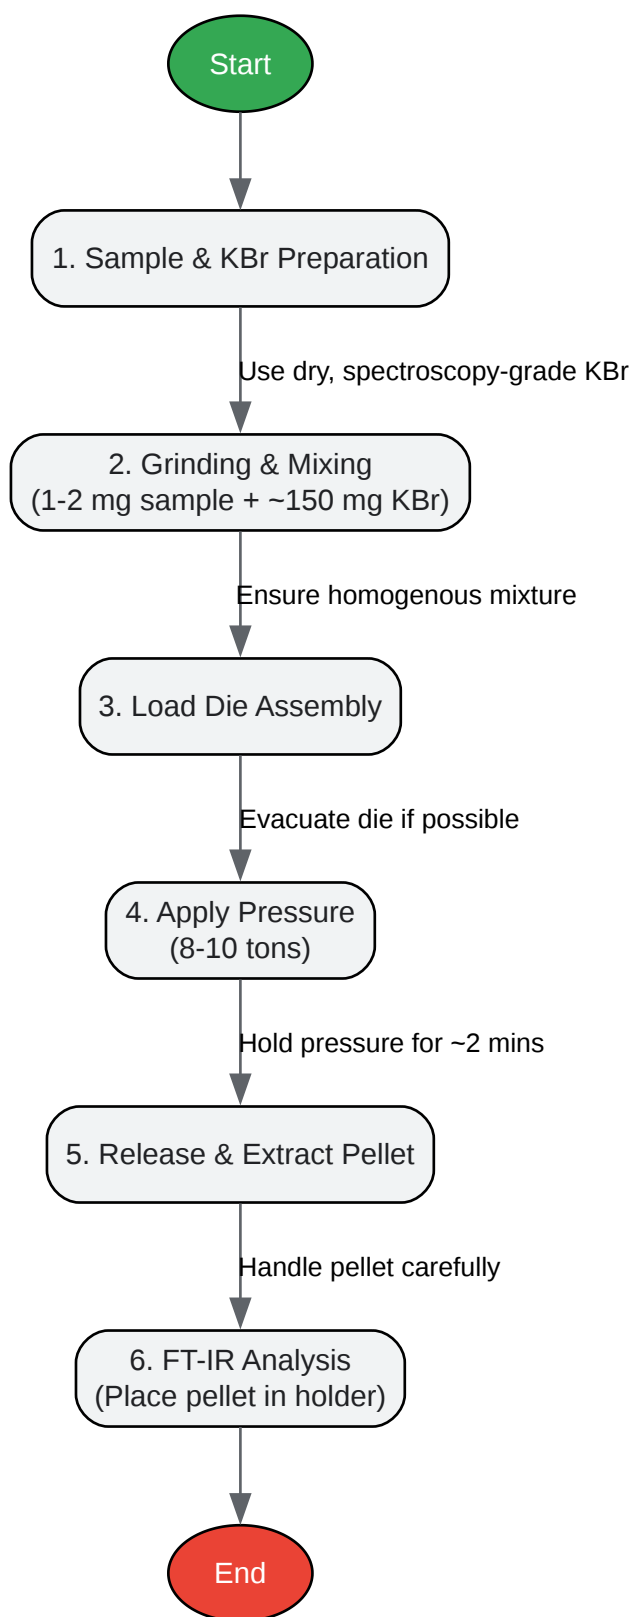 Start
1. Sample & KBr Preparation
Use dry, spectroscopy-grade KBr
2. Grinding & Mixing
(1-2 mg sample + ~150 mg KBr)
Ensure homogenous mixture
3. Load Die Assembly
Evacuate die if possible
4. Apply Pressure
(8-10 tons)
Hold pressure for ~2 mins
5. Release & Extract Pellet
Handle pellet carefully
6. FT-IR Analysis
(Place pellet in holder)
End